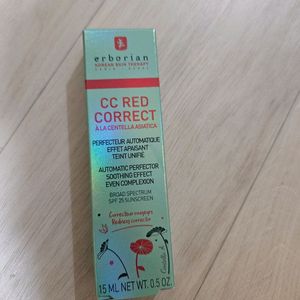 erborian
KOREAN SKIN THERAPY
CC RED
CORRECT
À LA CENTELLA ASIATICA
PERFECTEUR AUTOMATIQUE
EFFET APAISANT
TEINT UNIFIÉ
AUTOMATIC PERFECTOR
SOOTHING EFFECT
EVEN COMPLEXION
BROAD SPECTRUM
SPF 25 SUNSCREEN
Correcteur rougeurs
Redness corrector
Centella A.
15 ML NET WT. 0.5 OZ.